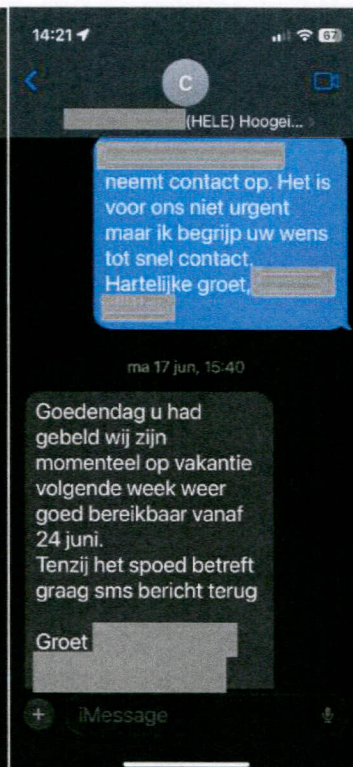 14:21
67
C
(HELE) Hoogei...
neemt contact op. Het is
voor ons niet urgent
maar ik begrijp uw wens
tot snel contact.
Hartelijke groet,
ma 17 jun, 15:40
Goedendag u had
gebeld wij zijn
momenteel op vakantie
volgende week weer
goed bereikbaar vanaf
24 juni.
Tenzij het spoed betreft
graag sms bericht terug
Groet
iMessage